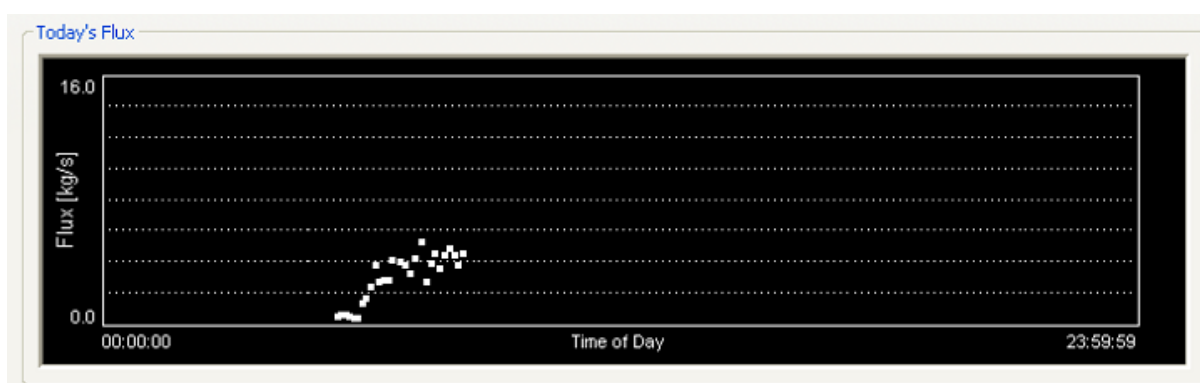 Today's Flux
16.0
Flux [kg/s]
0.0
00:00:00 Time of Day 23:59:59